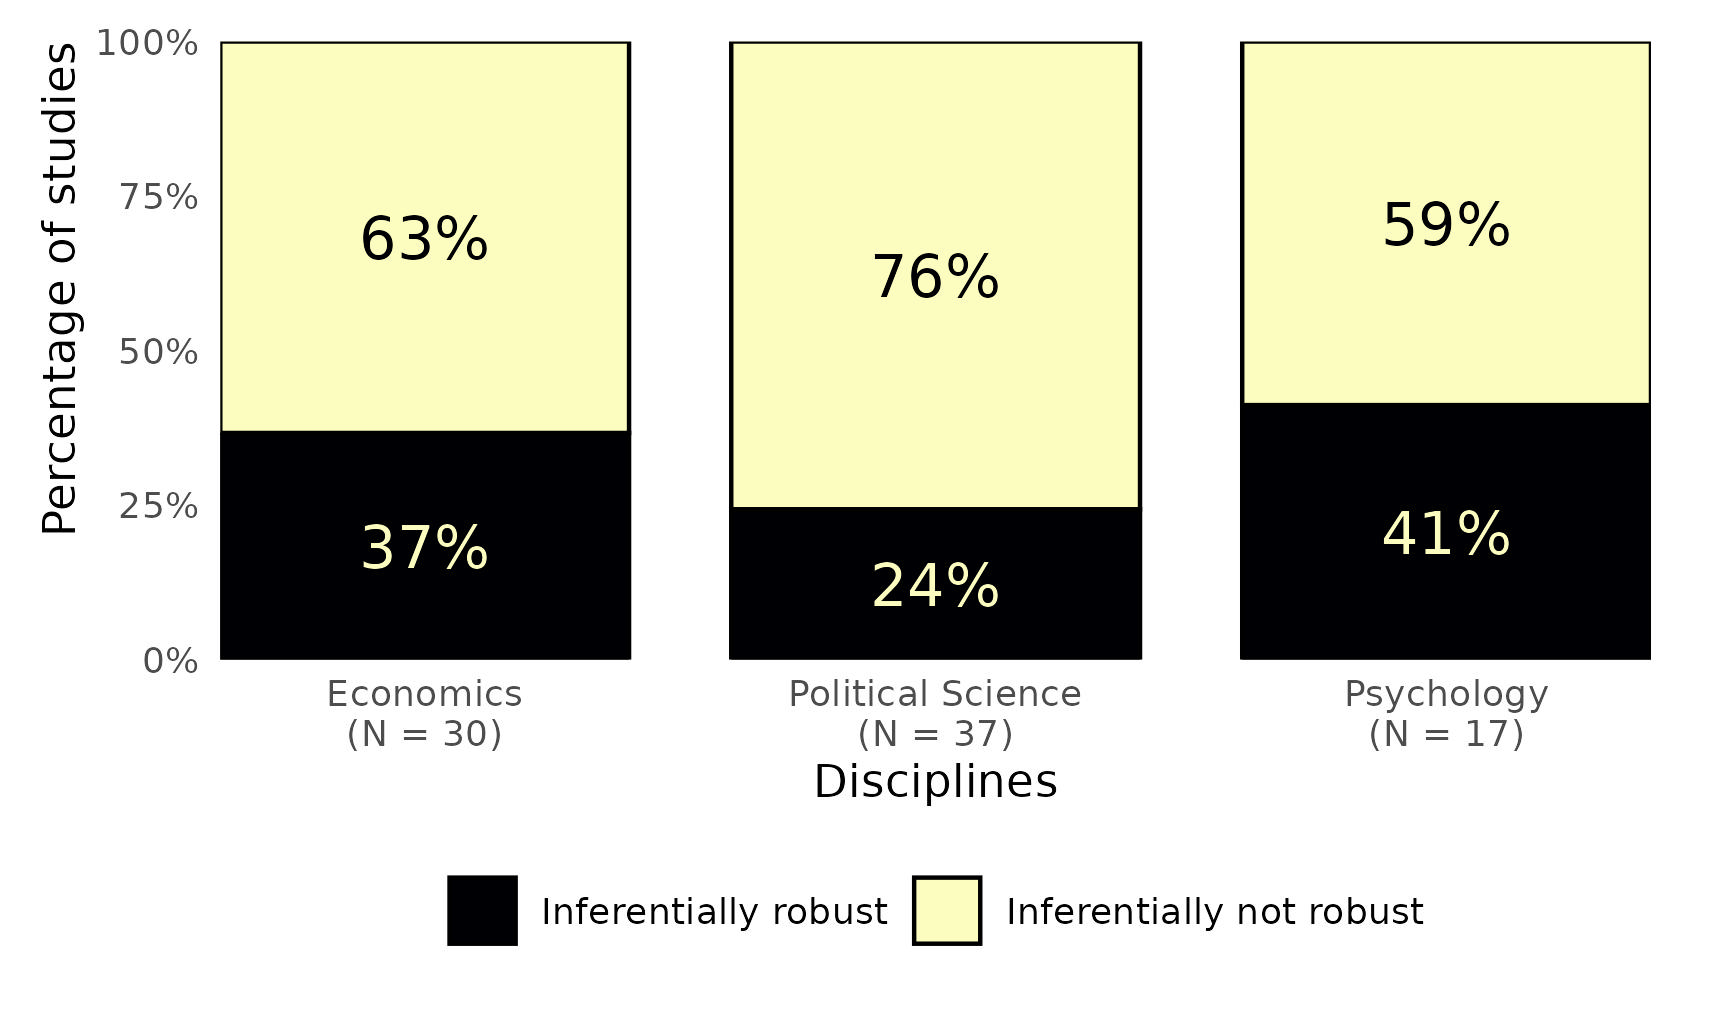 Percentage of studies
100%
75%
50%
25%
0%
63%
37%
76%
24%
59%
41%
Economics
(N = 30)
Political Science
(N = 37)
Psychology
(N = 17)
Disciplines
Inferentially robust
Inferentially not robust